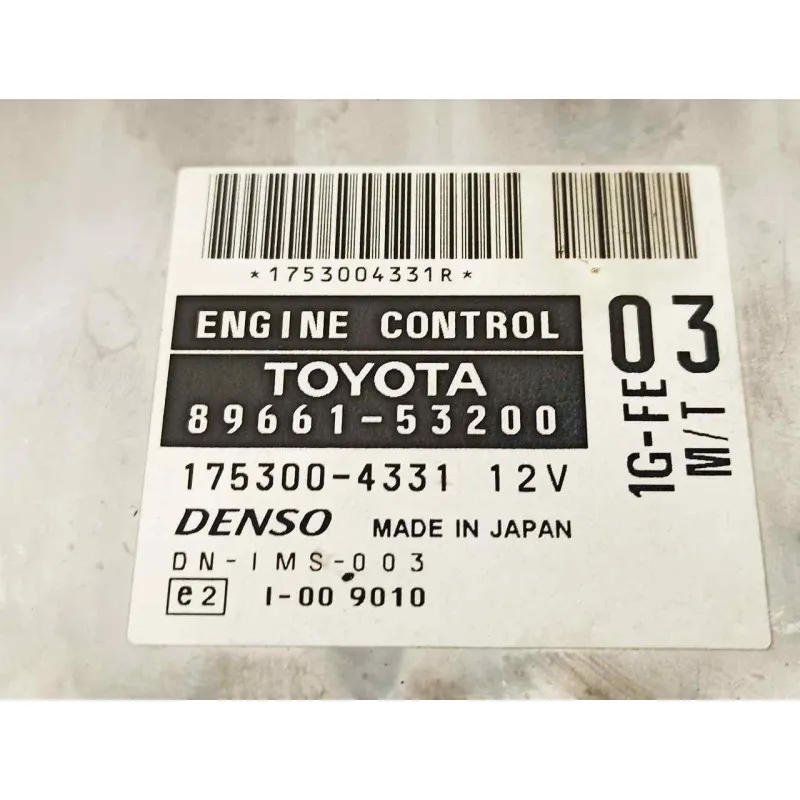 *1753004331R*
ENGINE CONTROL
TOYOTA
89661-53200
175300-4331 12V
DENSO MADE IN JAPAN
DN-IMS-003
e2 I-00 9010
03
1G-FE
M/T